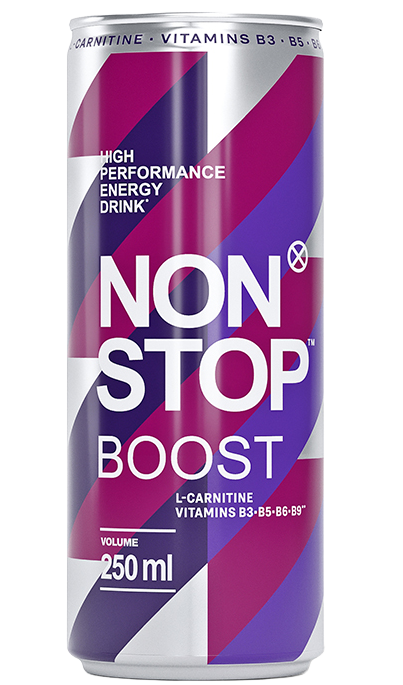 L-CARNITINE · VITAMINS B3 · B5 · B6
HIGH
PERFORMANCE
ENERGY
DRINK*
NON
STOP™
BOOST
L-CARNITINE
VITAMINS B3•B5•B6•B9**
VOLUME
250 ml